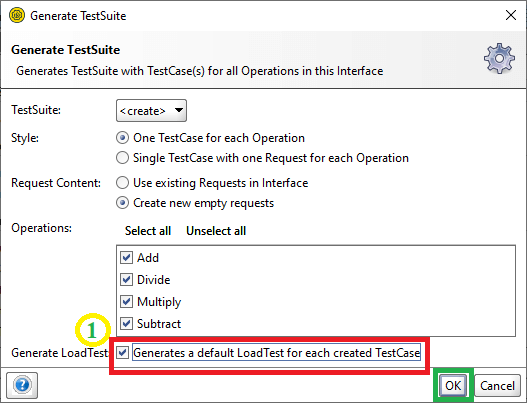 Generate TestSuite
Generate TestSuite
Generates TestSuite with TestCase(s) for all Operations in this Interface
TestSuite: <create>
Style: One TestCase for each Operation
Single TestCase with one Request for each Operation
Request Content: Use existing Requests in Interface
Create new empty requests
Operations: Select all Unselect all
Add
Divide
Multiply
Subtract
1
Generate LoadTest: Generates a default LoadTest for each created TestCase
? OK Cancel